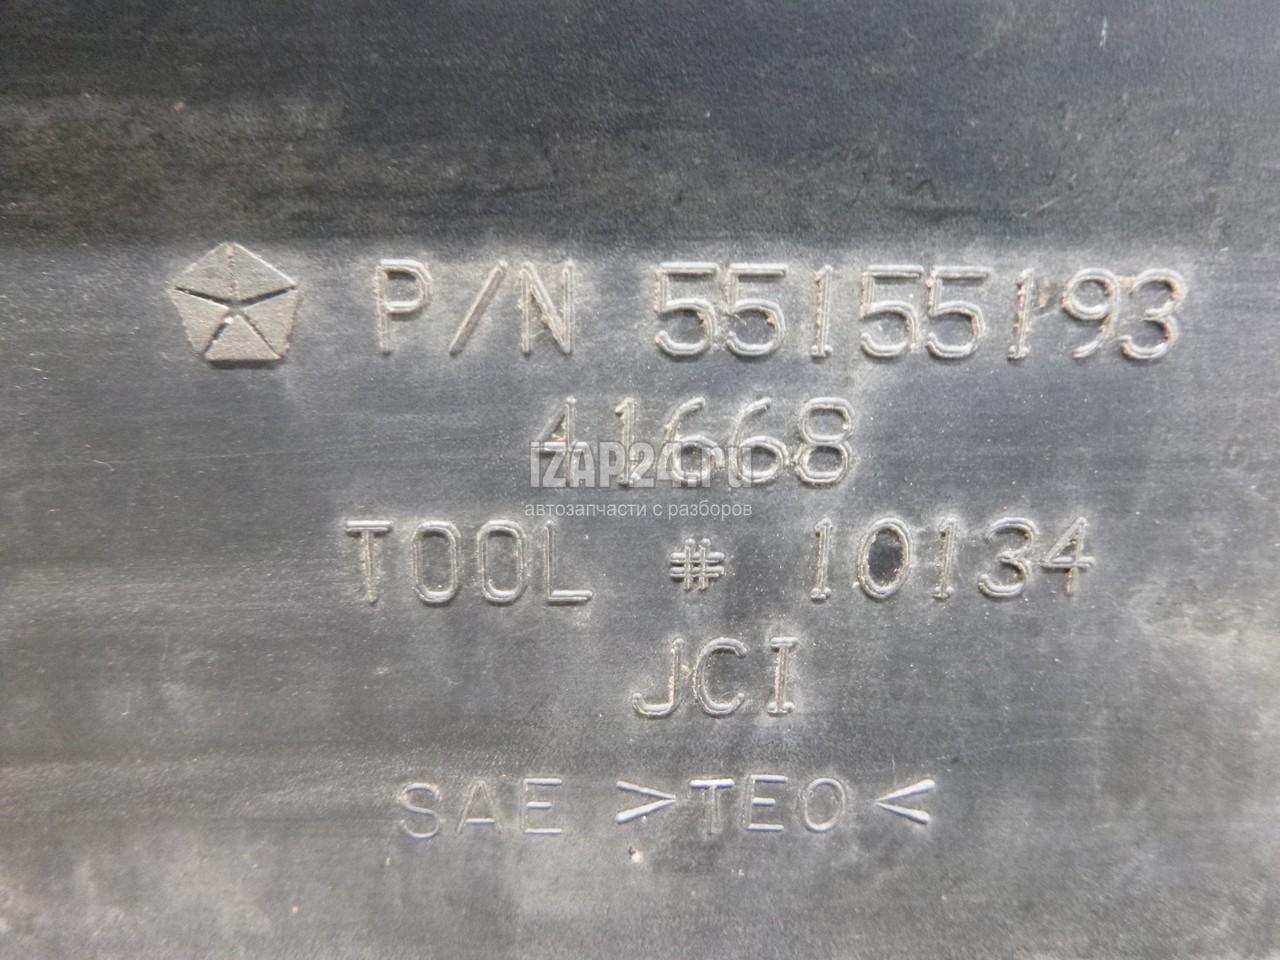 P/N 55155193
41668
IZAP24.RU
автозапчасти с разборов
TOOL # 10134
JCI
SAE >TEO<